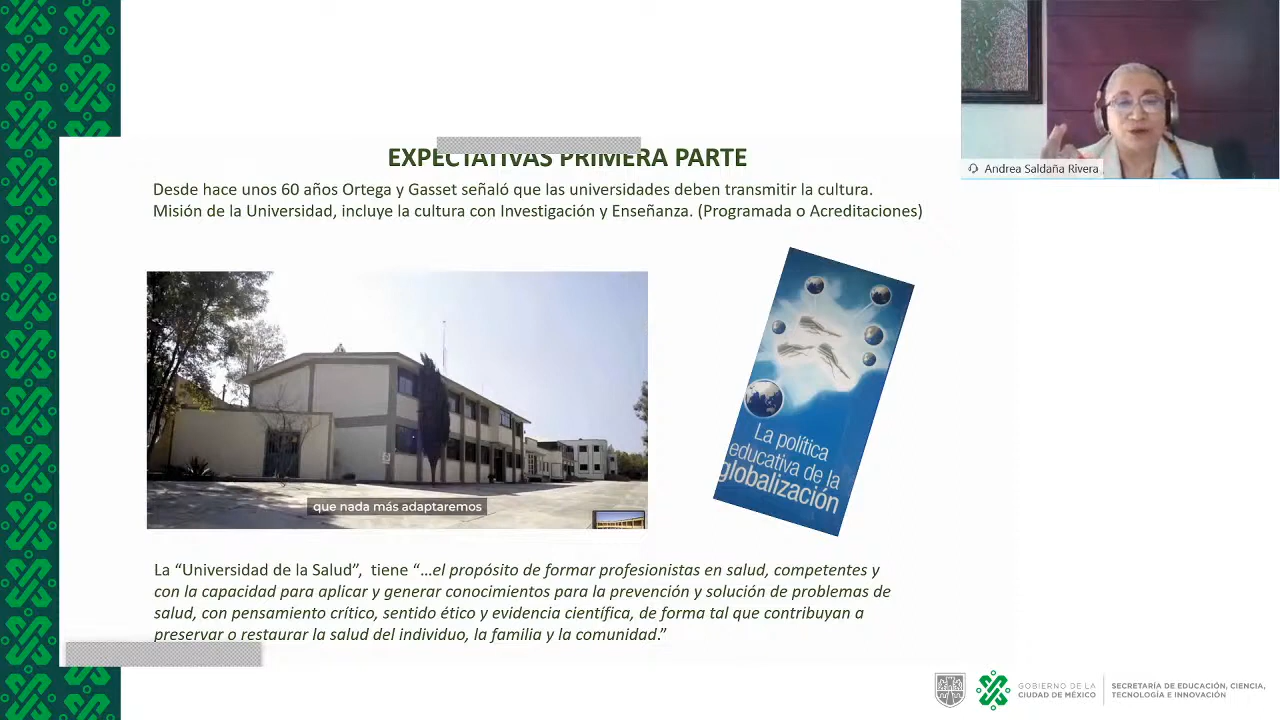 Andrea Saldaña Rivera
EXPECTATIVAS PRIMERA PARTE
Desde hace unos 60 años Ortega y Gasset señaló que las universidades deben transmitir la cultura.
Misión de la Universidad, incluye la cultura con Investigación y Enseñanza. (Programada o Acreditaciones)
La política
educativa de la
globalización
que nada más adaptaremos
La “Universidad de la Salud”, tiene “…el propósito de formar profesionistas en salud, competentes y
con la capacidad para aplicar y generar conocimientos para la prevención y solución de problemas de
salud, con pensamiento crítico, sentido ético y evidencia científica, de forma tal que contribuyan a
preservar o restaurar la salud del individuo, la familia y la comunidad.”
GOBIERNO DE LA
CIUDAD DE MÉXICO
SECRETARÍA DE EDUCACIÓN, CIENCIA,
TECNOLOGÍA E INNOVACIÓN